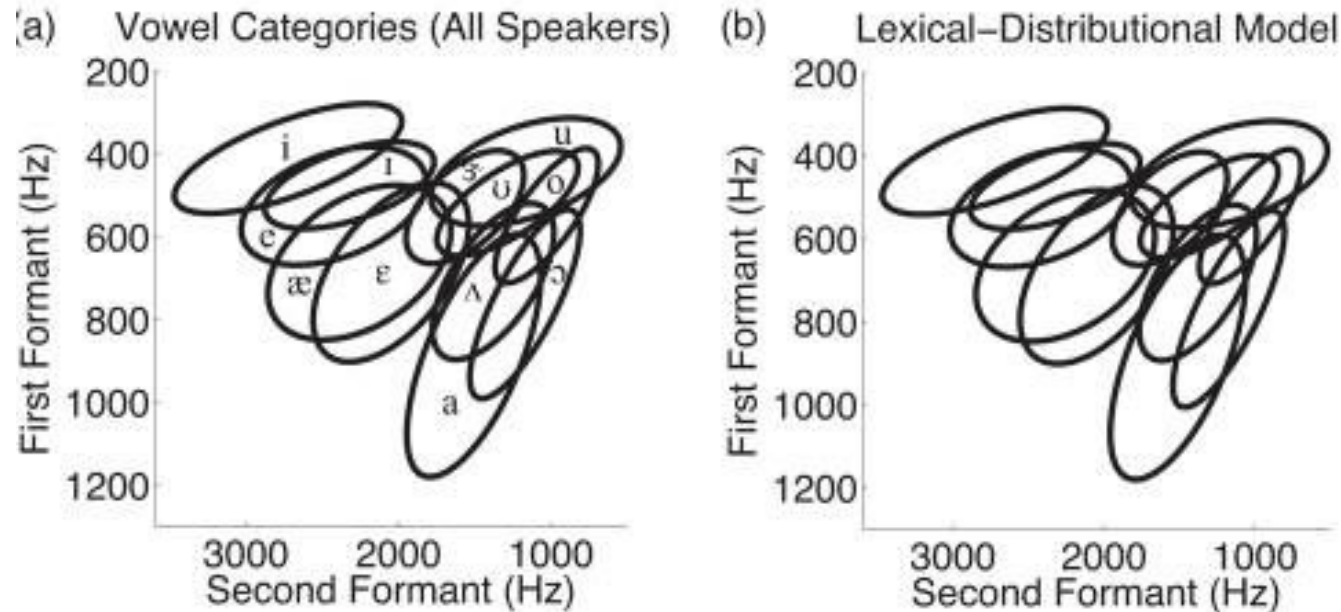 (a) Vowel Categories (All Speakers)
200
400
600
800
1000
1200
First Formant (Hz)
3000 2000 1000
Second Formant (Hz)
i
u
ɪ
ɝ
ʊ
o
e
æ
ɛ
ʌ
ɔ
a
(b) Lexical–Distributional Model
200
400
600
800
1000
1200
First Formant (Hz)
3000 2000 1000
Second Formant (Hz)